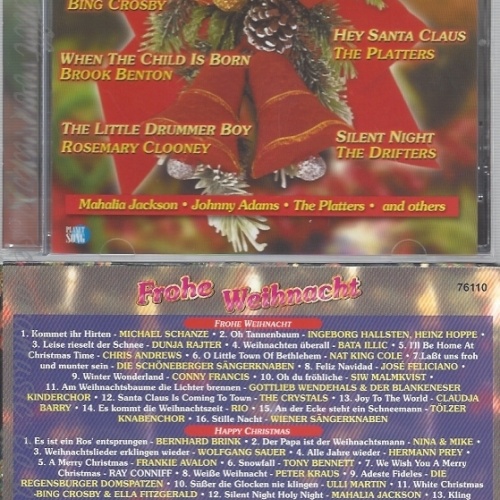 BING CROSBY
HEY SANTA CLAUS
THE PLATTERS
WHEN THE CHILD IS BORN
BROOK BENTON
THE LITTLE DRUMMER BOY
ROSEMARY CLOONEY
SILENT NIGHT
THE DRIFTERS
Mahalia Jackson • Johnny Adams • The Platters • and others
PLANET SONG
Frohe Weihnacht
76110
FROHE WEIHNACHT
1. Kommet ihr Hirten - MICHAEL SCHANZE • 2. Oh Tannenbaum - INGEBORG HALLSTEN, HEINZ HOPPE •
3. Leise rieselt der Schnee - DUNJA RAJTER • 4. Weihnachten überall - BATA ILLIC • 5. I'll Be Home At
Christmas Time - CHRIS ANDREWS • 6. O Little Town Of Bethlehem - NAT KING COLE • 7.Laßt uns froh
und munter sein - DIE SCHÖNEBERGER SÄNGERKNABEN • 8. Feliz Navidad - JOSÉ FELICIANO •
9. Winter Wonderland - CONNY FRANCIS • 10. Oh du fröhliche - SIW MALMKVIST •
11. Am Weihnachtsbaume die Lichter brennen - GOTTLIEB WENDEHALS & DER BLANKENESER
KINDERCHOR • 12. Santa Claus Is Coming To Town - THE CRYSTALS • 13. Joy To The World - CLAUDJA
BARRY • 14. Es kommt die Weihnachtszeit - RIO • 15. An der Ecke steht ein Schneemann - TÖLZER
KNABENCHOR • 16. Stille Nacht - WIENER SÄNGERKNABEN
HAPPY CHRISTMAS
1. Es ist ein Ros' entsprungen - BERNHARD BRINK • 2. Der Papa ist der Weihnachtsmann - NINA & MIKE •
3. Weihnachtslieder erklingen wieder - WOLFGANG SAUER • 4. Alle Jahre wieder - HERMANN PREY •
5. A Merry Christmas - FRANKIE AVALON • 6. Snowfall - TONY BENNETT • 7. We Wish You A Merry
Christmas - RAY CONNIFF • 8. Weiße Weihnacht - PETER KRAUS • 9. Adeste Fideles - DIE
REGENSBURGER DOMSPATZEN • 10. Süßer die Glocken nie klingen - ULLI MARTIN • 11. White Christmas
-BING CROSBY & ELLA FITZGERALD • 12. Silent Night Holy Night - MAHALIA JACKSON • 13. Kling